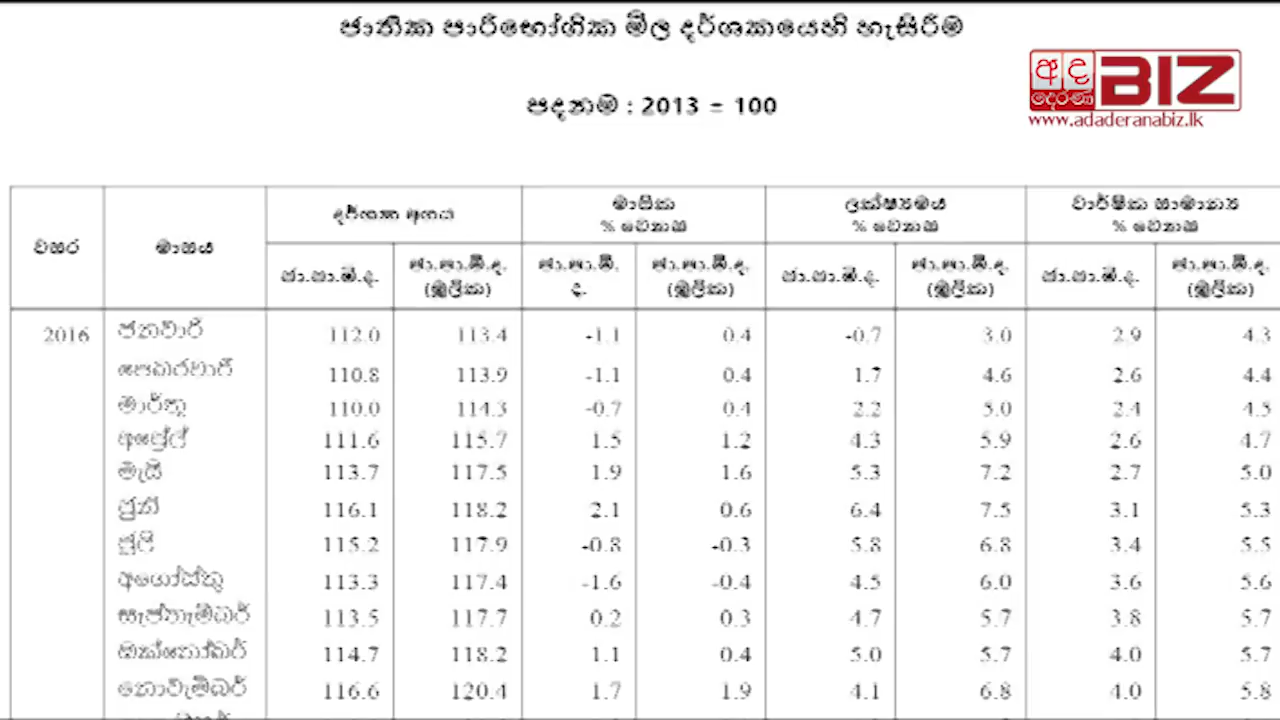 ජාතික පාරිභෝගික මිල දර්ශකයෙහි හැසිරීම
පදනම : 2013 = 100
අද
දෙරණ
BIZ
www.adaderanabiz.lk
වසර මාසය දර්ශක අගය මාසික % වෙනස ලක්ෂ්‍යමය % වෙනස වාර්ෂික සාමාන්‍ය % වෙනස
ජා.පා.මි.ද. ජා.පා.මි.ද. (මූලික) ජා.පා.මි.ද. ජා.පා.මි.ද. (මූලික) ජා.පා.මි.ද. ජා.පා.මි.ද. (මූලික) ජා.පා.මි.ද. ජා.පා.මි.ද. (මූලික)
2016 ජනවාරි 112.0 113.4 -1.1 0.4 -0.7 3.0 2.9 4.3
පෙබරවාරි 110.8 113.9 -1.1 0.4 1.7 4.6 2.6 4.4
මාර්තු 110.0 114.3 -0.7 0.4 2.2 5.0 2.4 4.5
අප්‍රේල් 111.6 115.7 1.5 1.2 4.3 5.9 2.6 4.7
මැයි 113.7 117.5 1.9 1.6 5.3 7.2 2.7 5.0
ජුනි 116.1 118.2 2.1 0.6 6.4 7.5 3.1 5.3
ජූලි 115.2 117.9 -0.8 -0.3 5.8 6.8 3.4 5.5
අගෝස්තු 113.3 117.4 -1.6 -0.4 4.5 6.0 3.6 5.6
සැප්තැම්බර් 113.5 117.7 0.2 0.3 4.7 5.7 3.8 5.7
ඔක්තෝබර් 114.7 118.2 1.1 0.4 5.0 5.7 4.0 5.7
නොවැම්බර් 116.6 120.4 1.7 1.9 4.1 6.8 4.0 5.8